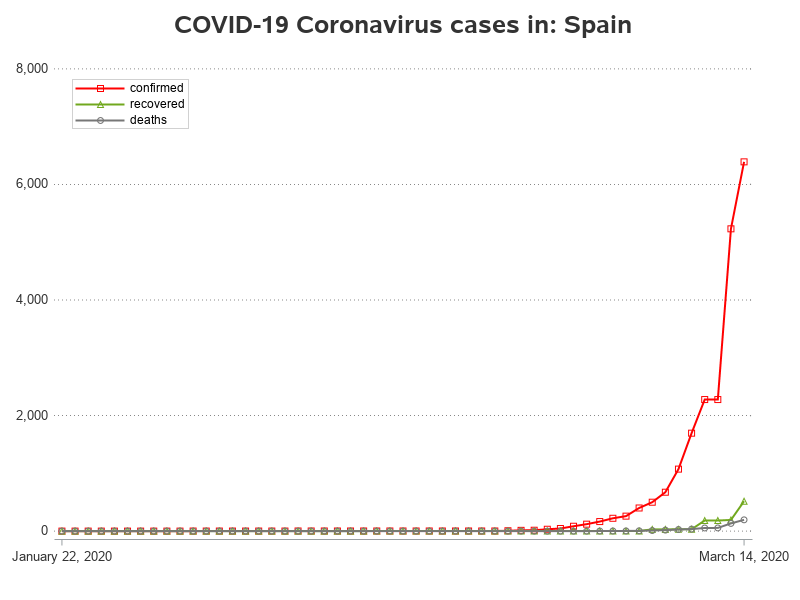 COVID-19 Coronavirus cases in: Spain
8,000
confirmed
recovered
deaths
6,000
4,000
2,000
0
January 22, 2020
March 14, 2020